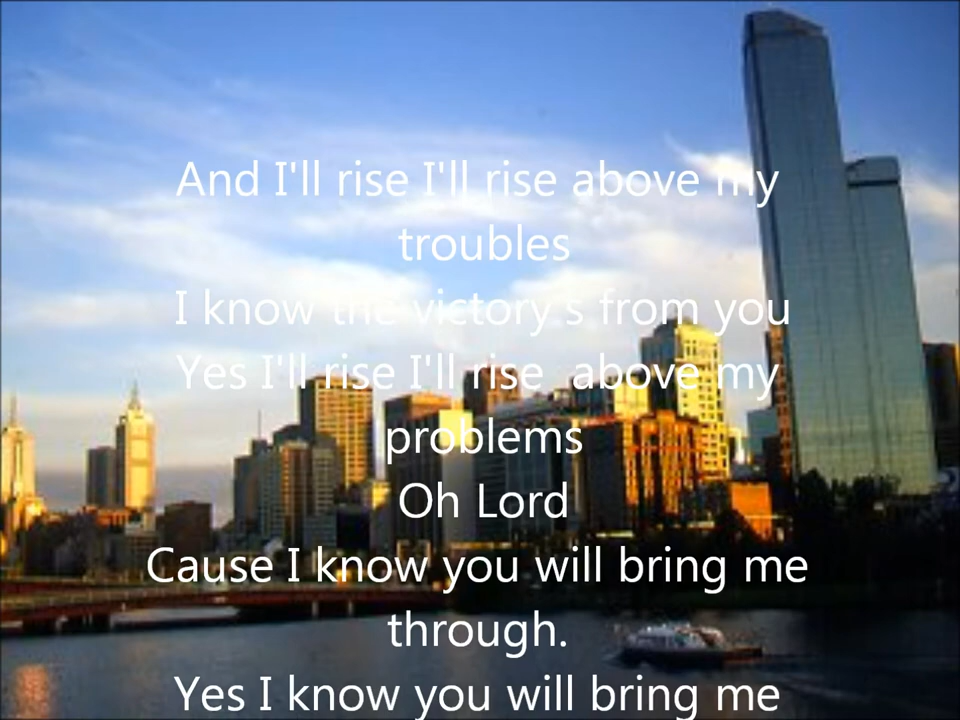 And I'll rise I'll rise above my
troubles
I know the victory's from you
Yes I'll rise I'll rise  above my
problems
Oh Lord
Cause I know you will bring me
through.
Yes I know you will bring me